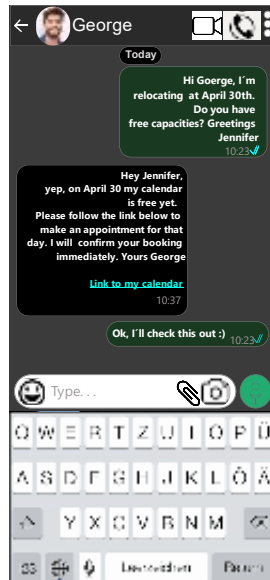 George
Today
Hi Goerge, I´m
relocating at April 30th.
Do you have
free capacities? Greetings
Jennifer
10:23
Hey Jennifer,
yep, on April 30 my calendar
is free yet.
Please follow the link below to
make an appointment for that
day. I will confirm your booking
immediately. Yours George
Link to my calendar
10:37
Ok, I´ll check this out :)
10:23
Type. . .
Q W E R T Z U I O P Ü
A S D F G H J K L Ö Ä
Y X C V B N M
Leerzeichen